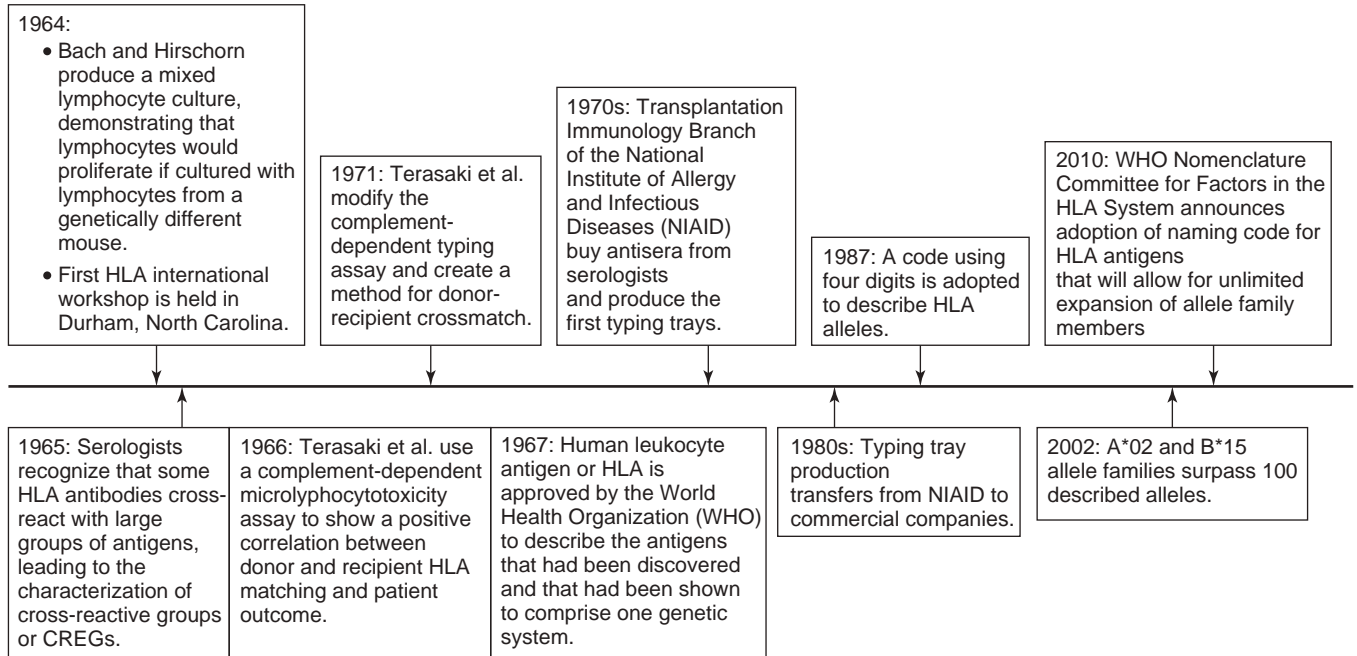 1964:
• Bach and Hirschorn
produce a mixed
lymphocyte culture,
demonstrating that
lymphocytes would
proliferate if cultured with
lymphocytes from a
genetically different
mouse.
• First HLA international
workshop is held in
Durham, North Carolina.
1971: Terasaki et al.
modify the
complement-
dependent typing
assay and create a
method for donor-
recipient crossmatch.
1970s: Transplantation
Immunology Branch
of the National
Institute of Allergy
and Infectious
Diseases (NIAID)
buy antisera from
serologists
and produce the
first typing trays.
1987: A code using
four digits is adopted
to describe HLA
alleles.
2010: WHO Nomenclature
Committee for Factors in the
HLA System announces
adoption of naming code for
HLA antigens
that will allow for unlimited
expansion of allele family
members
1965: Serologists
recognize that some
HLA antibodies cross-
react with large
groups of antigens,
leading to the
characterization of
cross-reactive groups
or CREGs.
1966: Terasaki et al. use
a complement-dependent
microlyphocytotoxicity
assay to show a positive
correlation between
donor and recipient HLA
matching and patient
outcome.
1967: Human leukocyte
antigen or HLA is
approved by the World
Health Organization (WHO)
to describe the antigens
that had been discovered
and that had been shown
to comprise one genetic
system.
1980s: Typing tray
production
transfers from NIAID to
commercial companies.
2002: A*02 and B*15
allele families surpass 100
described alleles.